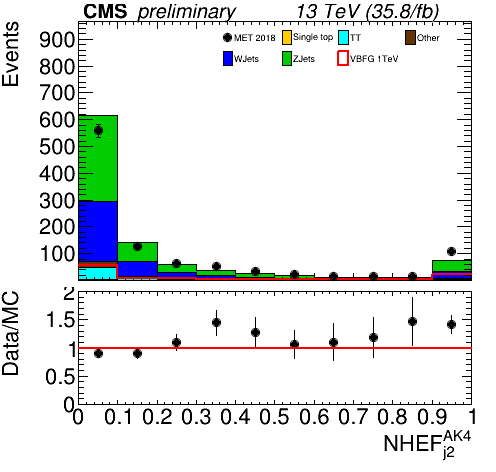 CMS preliminary 13 TeV (35.8/fb)
Events
900
800
700
600
500
400
300
200
100
MET 2018 Single top TT Other
WJets ZJets VBFG 1TeV
Data/MC
2
1.5
1
0.5
0
0 0.1 0.2 0.3 0.4 0.5 0.6 0.7 0.8 0.9 1
NHEF^{AK4}_{j2}